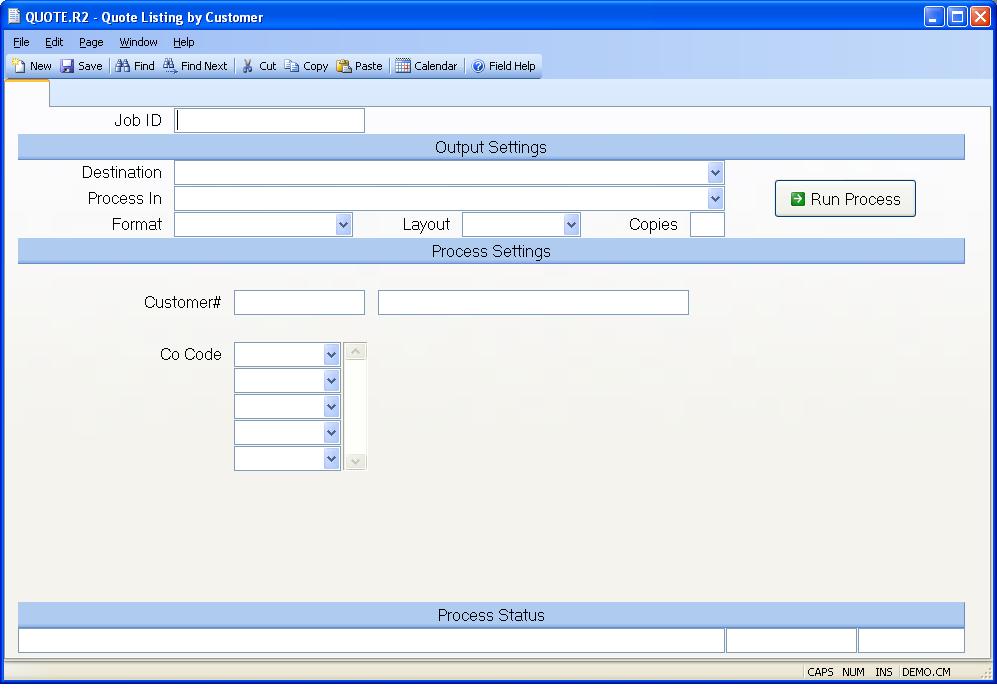 QUOTE.R2 - Quote Listing by Customer
File Edit Page Window Help
New Save Find Find Next Cut Copy Paste Calendar Field Help
Job ID
Output Settings
Destination
Process In
Run Process
Format Layout Copies
Process Settings
Customer#
Co Code
Process Status
CAPS NUM INS DEMO.CM